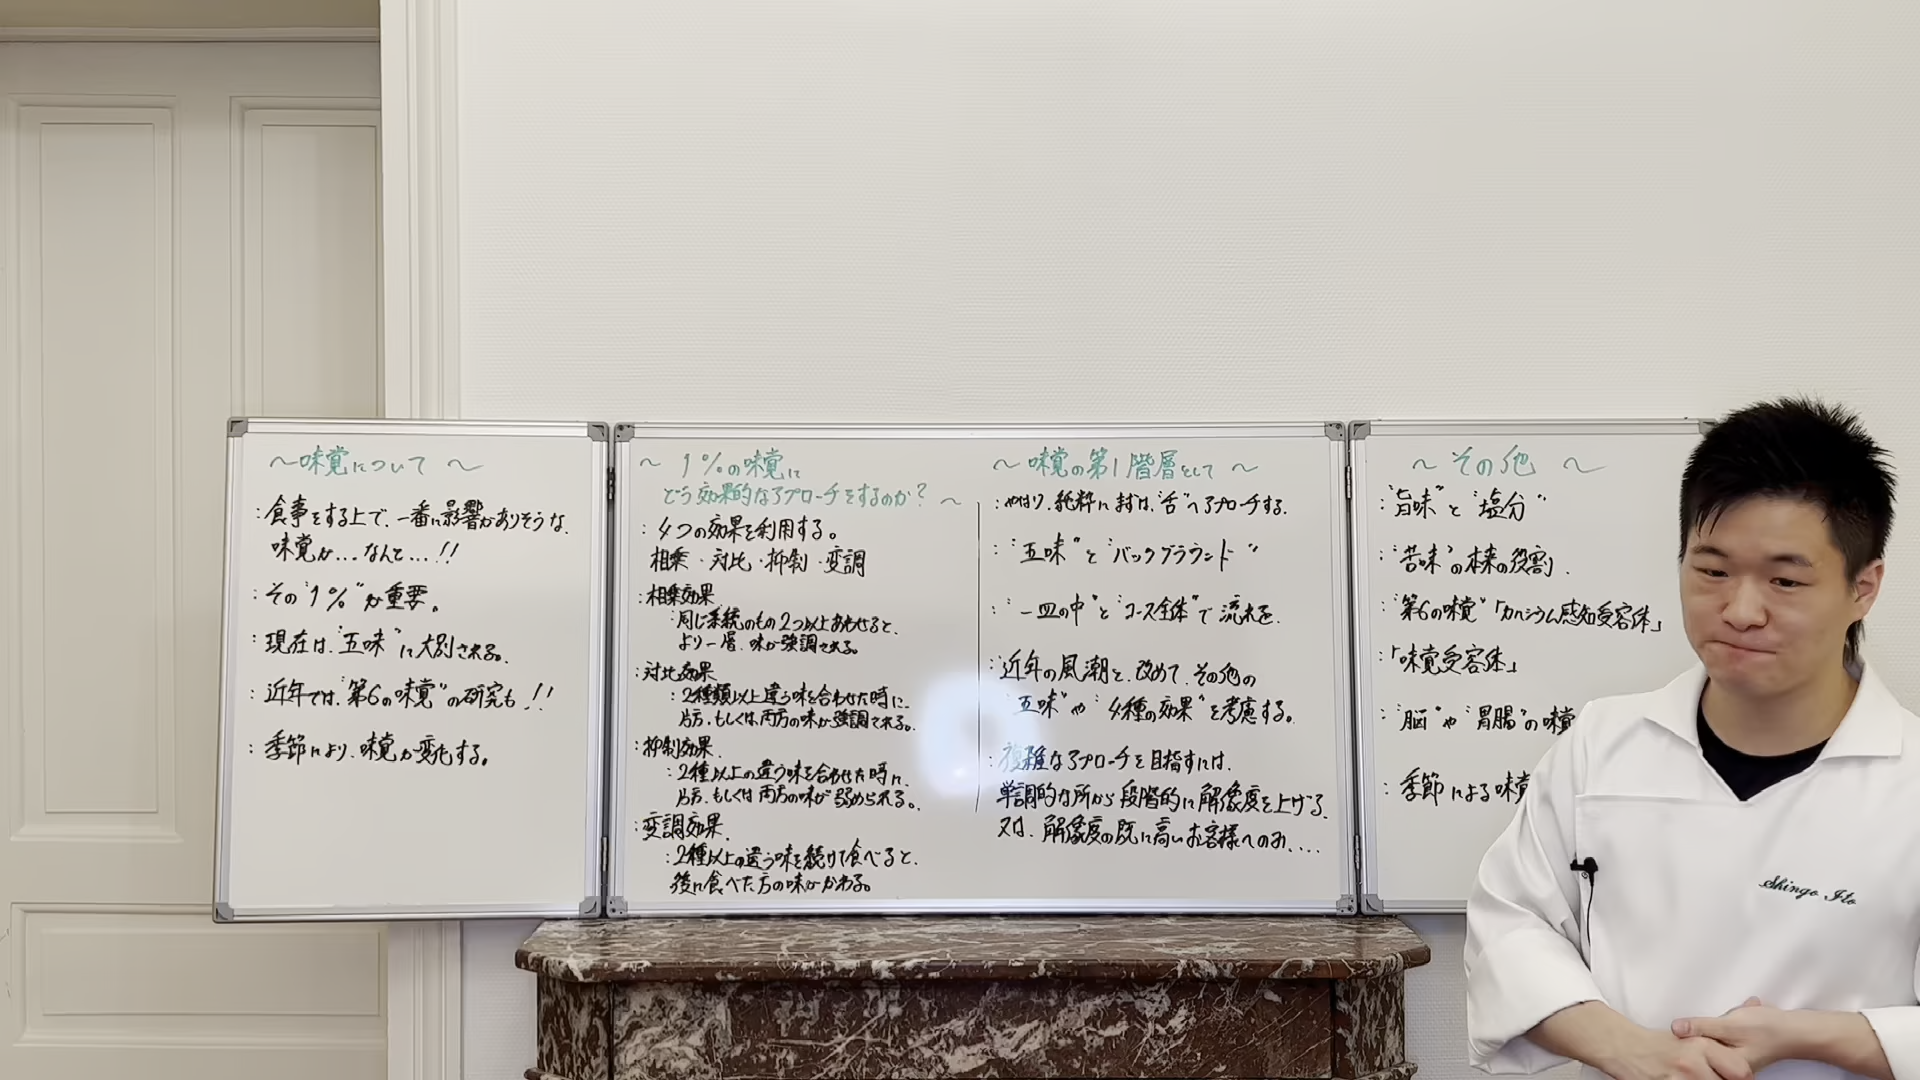 ～味覚について～
：食事をする上で、一番に影響がありそうな、
味覚が...なんと...!!
：その“1%”が重要。
：現在は、“五味”に大別される。
：近年では、“第6の味覚”の研究も!!
：季節により、味覚が変化する。
～1%の味覚に
どう効果的なアプローチをするのか？～
：4つの効果を利用する。
相乗・対比・抑制・変調
：相乗効果
：同じ系統のもの2つ以上あわせると、
より一層、味が強調される。
：対比効果
：2種類以上違う味を合わせた時に、
片方、もしくは、両方の味が強調される。
：抑制効果
：2種以上の違う味を合わせた時に、
片方、もしくは両方の味が弱められる。
：変調効果
：2種以上の違う味を続けて食べると、
後に食べた方の味がかわる。
～味覚の第1階層として～
：やはり、純粋にまずは、“舌”へアプローチする。
：“五味”と“バックグラウンド”
：“一皿の中”と“コース全体”で流れを、
：近年の風潮と、改めて、その他の
“五味”や“4種の効果”を考慮する。
：複雑なアプローチを目指すには、
単調的な所から段階的に解像度を上げる、
又は、解像度の既に高いお客様へのみ....
～その他～
：“旨味”と“塩分”
：“苦味”の本来の役割.
：“第6の味覚”「カルシウム感知受容体」
：「味覚受容体」
：“脳”や“胃腸”の味覚
：季節による味覚
Shingo Ito